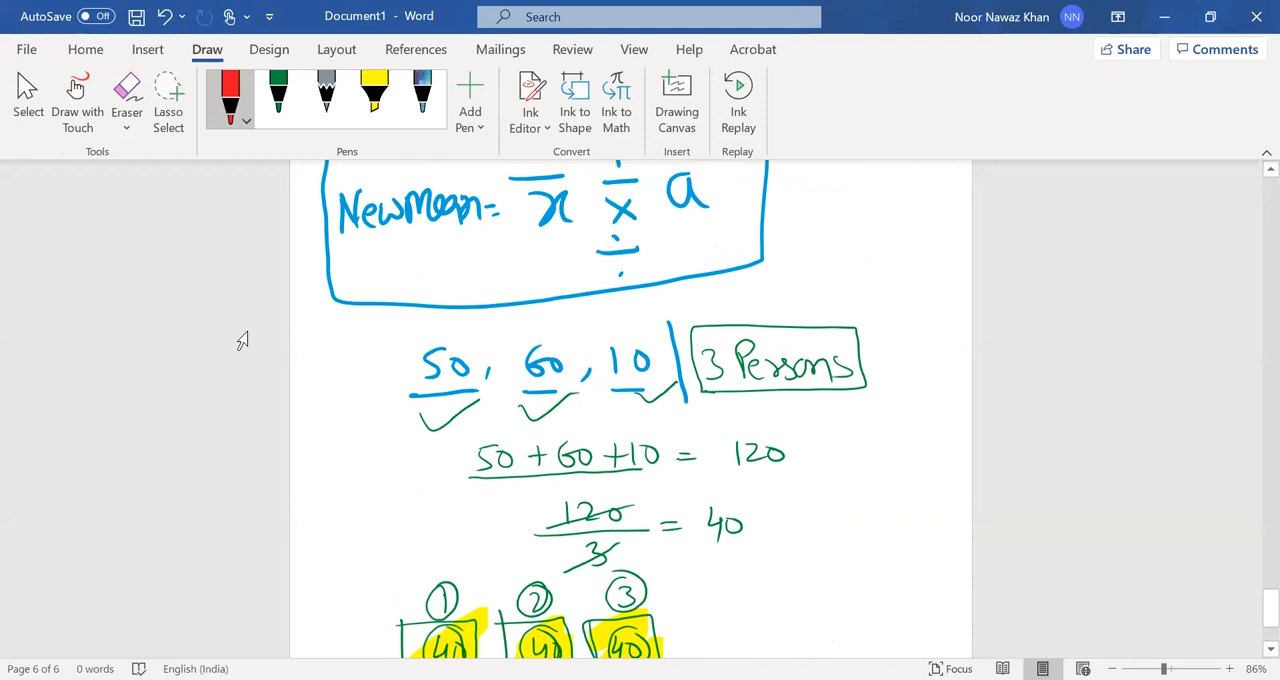 AutoSave Off Document1 - Word Search Noor Nawaz Khan NN
File Home Insert Draw Design Layout References Mailings Review View Help Acrobat Share Comments
Select Draw with Touch Eraser Lasso Select Add Pen Ink Editor Ink to Shape Ink to Math Drawing Canvas Ink Replay
Tools Pens Convert Insert Replay
New Mean = x̄ × ÷ a
50, 60, 10 | 3 Persons
50 + 60 + 10 = 120
120/3 = 40
① ② ③
40 40 40
Page 6 of 6 0 words English (India) Focus 86%